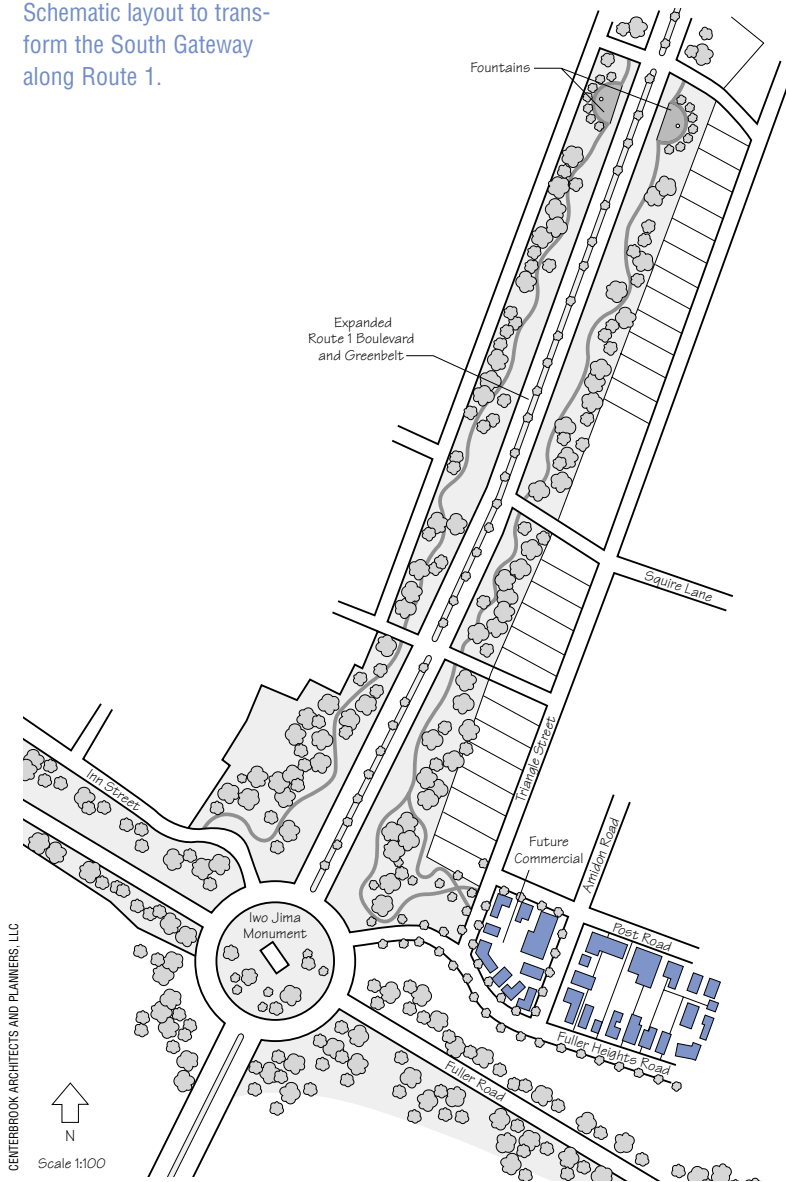 Schematic layout to trans-
form the South Gateway
along Route 1.
Fountains
Expanded
Route 1 Boulevard
and Greenbelt
Squire Lane
Triangle Street
Inn Street
Amidon Road
Future
Commercial
Iwo Jima
Monument
Post Road
Fuller Heights Road
Fuller Road
CENTERBROOK ARCHITECTS AND PLANNERS, LLC
N
Scale 1:100